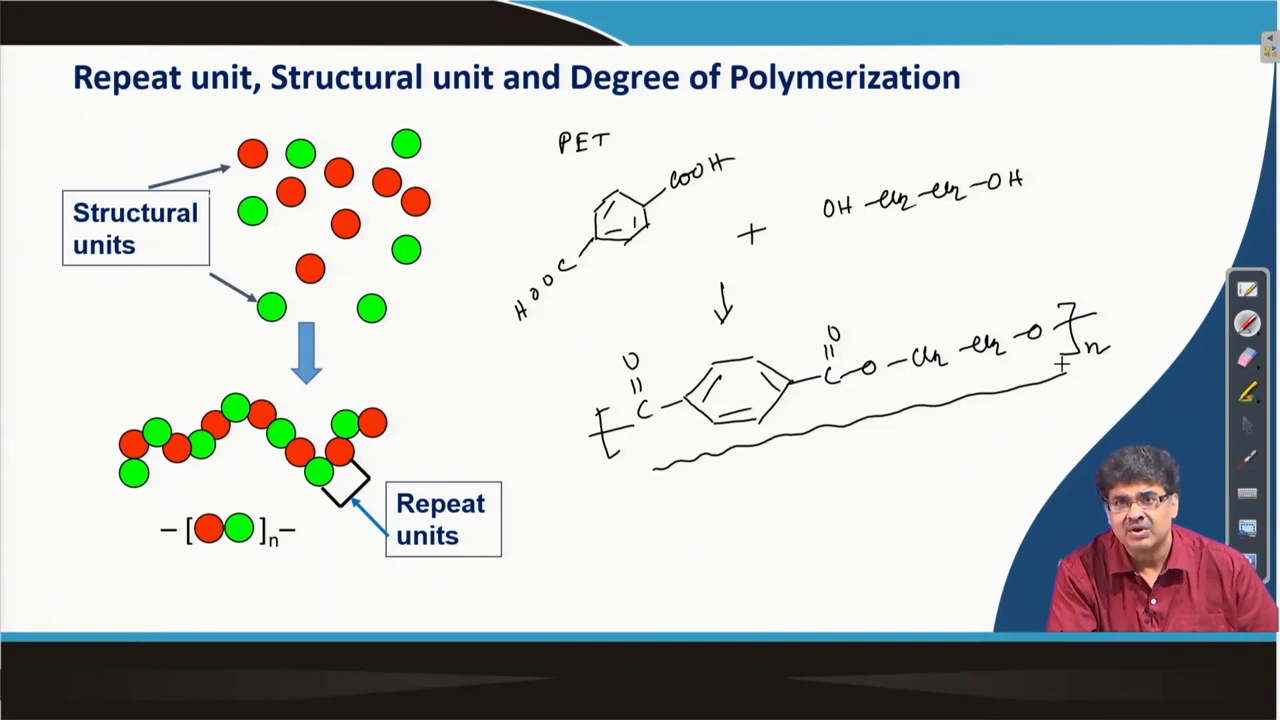 Repeat unit, Structural unit and Degree of Polymerization
Structural
units
Repeat
units
– [ ]n–
PET
COOH
HOOC
+
OH – CH2 – CH2 – OH
O
||
C
O
||
C – O – CH2 – CH2 – O
n